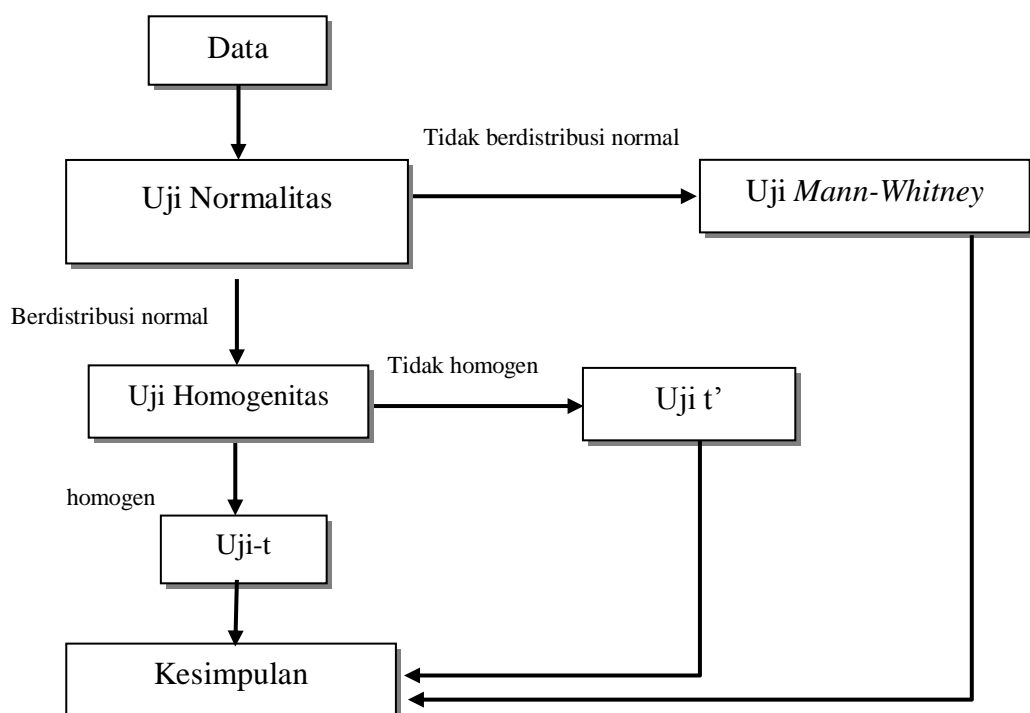 Data
Tidak berdistribusi normal
Uji Normalitas
Uji Mann-Whitney
Berdistribusi normal
Tidak homogen
Uji Homogenitas
Uji t’
homogen
Uji-t
Kesimpulan